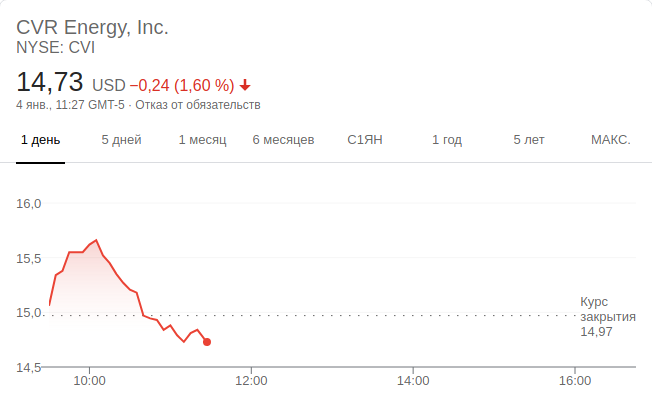 CVR Energy, Inc.
NYSE: CVI
14,73 USD −0,24 (1,60 %)
4 янв., 11:27 GMT-5 · Отказ от обязательств
1 день 5 дней 1 месяц 6 месяцев С1ЯН 1 год 5 лет МАКС.
16,0
15,5
15,0
14,5
Курс
закрытия
14,97
10:00 12:00 14:00 16:00